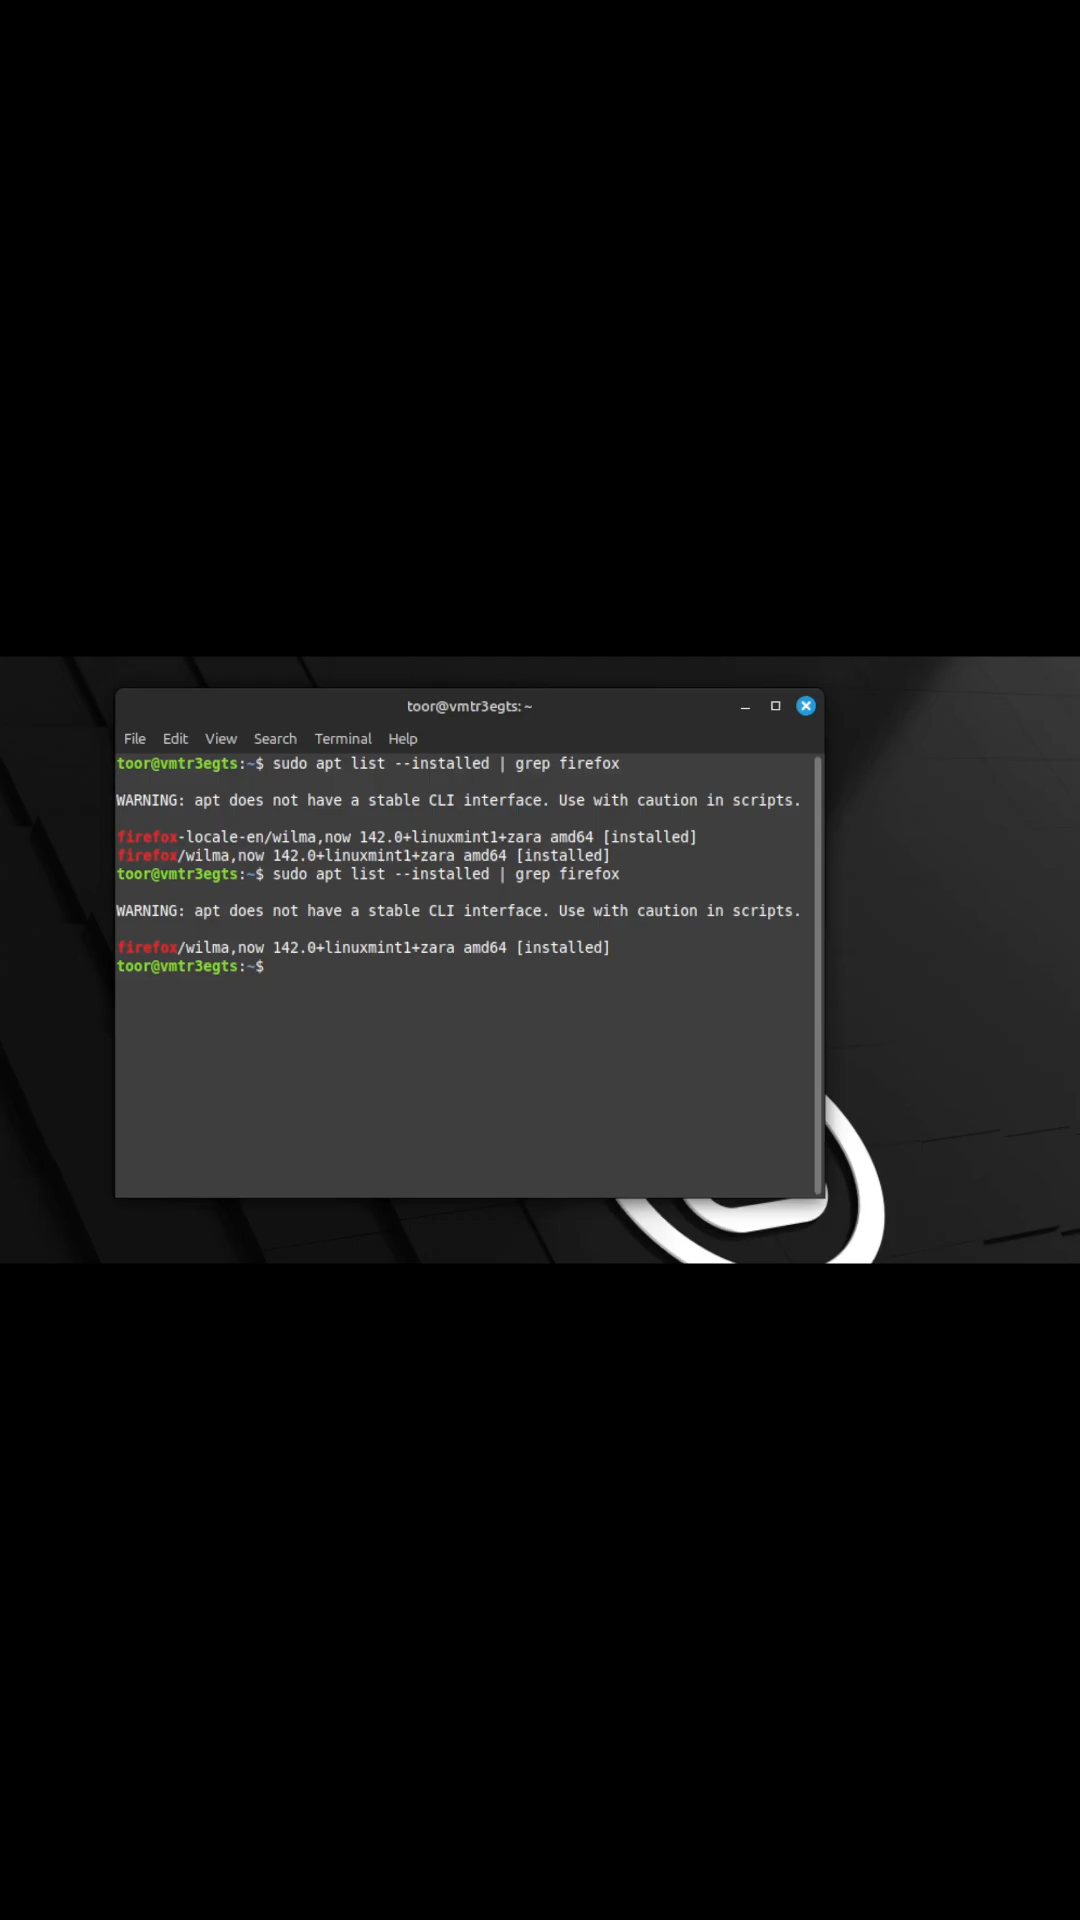 toor@vmtr3egts: ~
File Edit View Search Terminal Help
toor@vmtr3egts:~$ sudo apt list --installed | grep firefox
WARNING: apt does not have a stable CLI interface. Use with caution in scripts.
firefox-locale-en/wilma,now 142.0+linuxmint1+zara amd64 [installed]
firefox/wilma,now 142.0+linuxmint1+zara amd64 [installed]
toor@vmtr3egts:~$ sudo apt list --installed | grep firefox
WARNING: apt does not have a stable CLI interface. Use with caution in scripts.
firefox/wilma,now 142.0+linuxmint1+zara amd64 [installed]
toor@vmtr3egts:~$